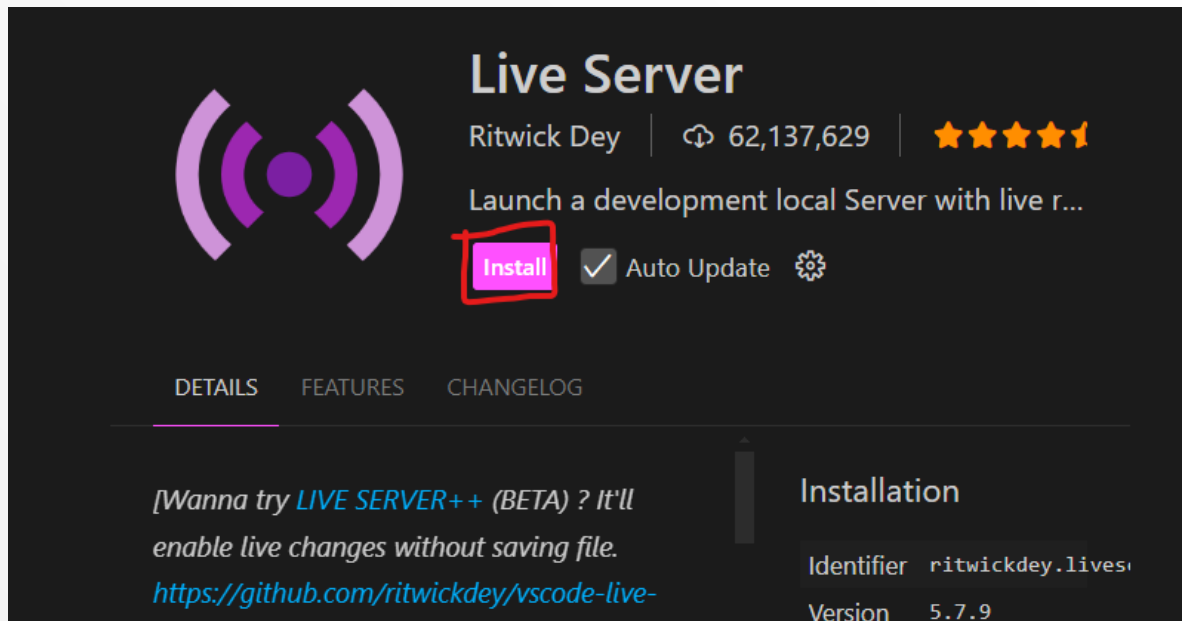 Live Server
Ritwick Dey 62,137,629
Launch a development local Server with live r...
Install Auto Update
DETAILS FEATURES CHANGELOG
[Wanna try LIVE SERVER++ (BETA) ? It'll
enable live changes without saving file.
https://github.com/ritwickdey/vscode-live-
Installation
Identifier ritwickdey.livese
Version 5.7.9